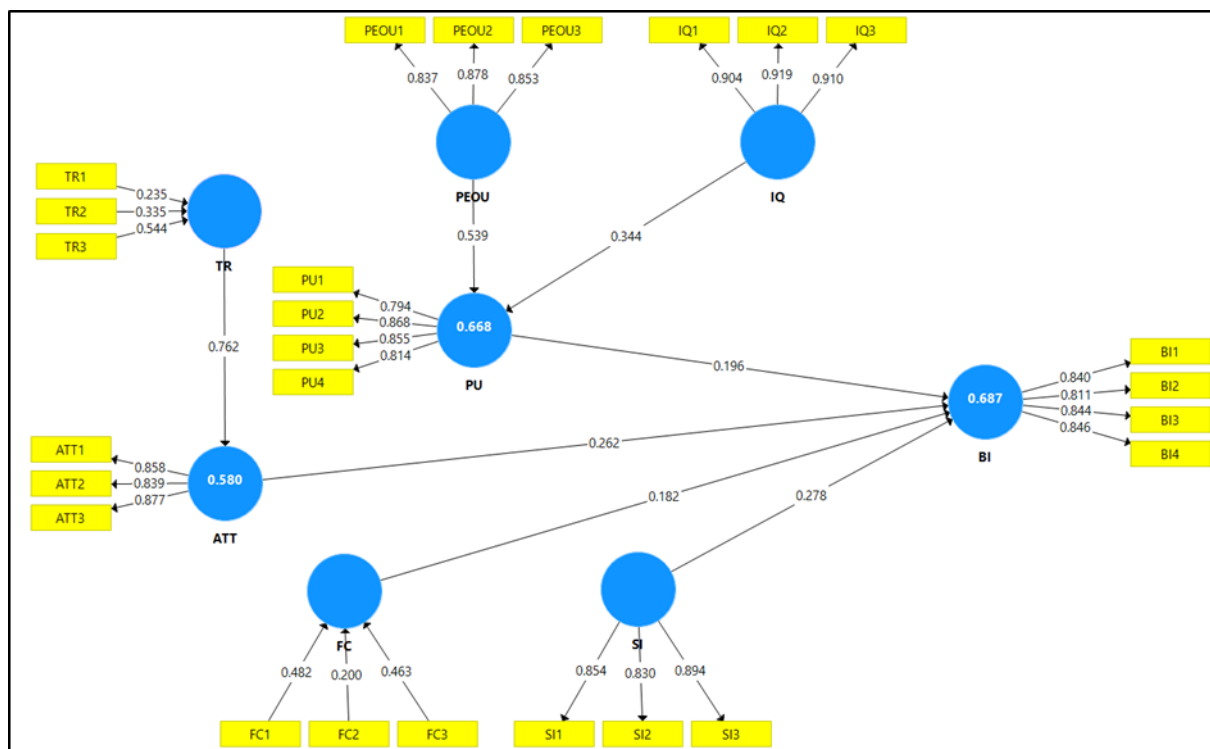 PEOU1 PEOU2 PEOU3 IQ1 IQ2 IQ3
0.837 0.878 0.853 0.904 0.919 0.910
TR1
TR2
TR3
0.235
0.335
0.544
TR
PEOU
IQ
0.539
0.344
0.762
PU1
PU2
PU3
PU4
0.794
0.868
0.855
0.814
0.668
PU
0.196
BI1
BI2
BI3
BI4
0.840
0.811
0.844
0.846
0.687
BI
ATT1
ATT2
ATT3
0.858
0.839
0.877
0.580
ATT
0.262
0.182
0.278
FC
SI
0.482 0.200 0.463
0.854 0.830 0.894
FC1 FC2 FC3 SI1 SI2 SI3